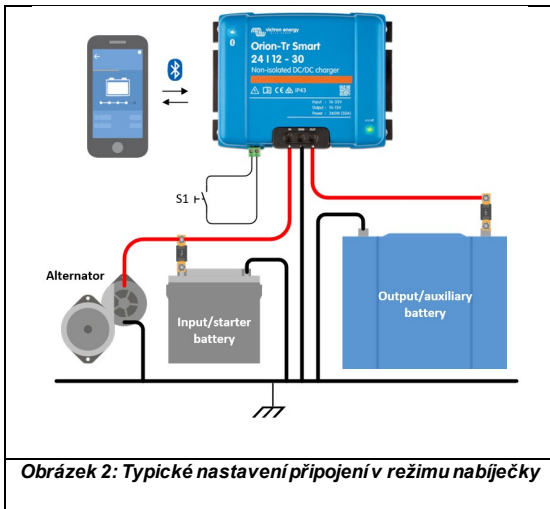 victron energy
Orion-Tr Smart
24 | 12 - 30
Non-isolated DC/DC charger
IP43
S1
Alternator
Input/starter
battery
Output/auxiliary
battery
Obrázek 2: Typické nastavení připojení v režimu nabíječky